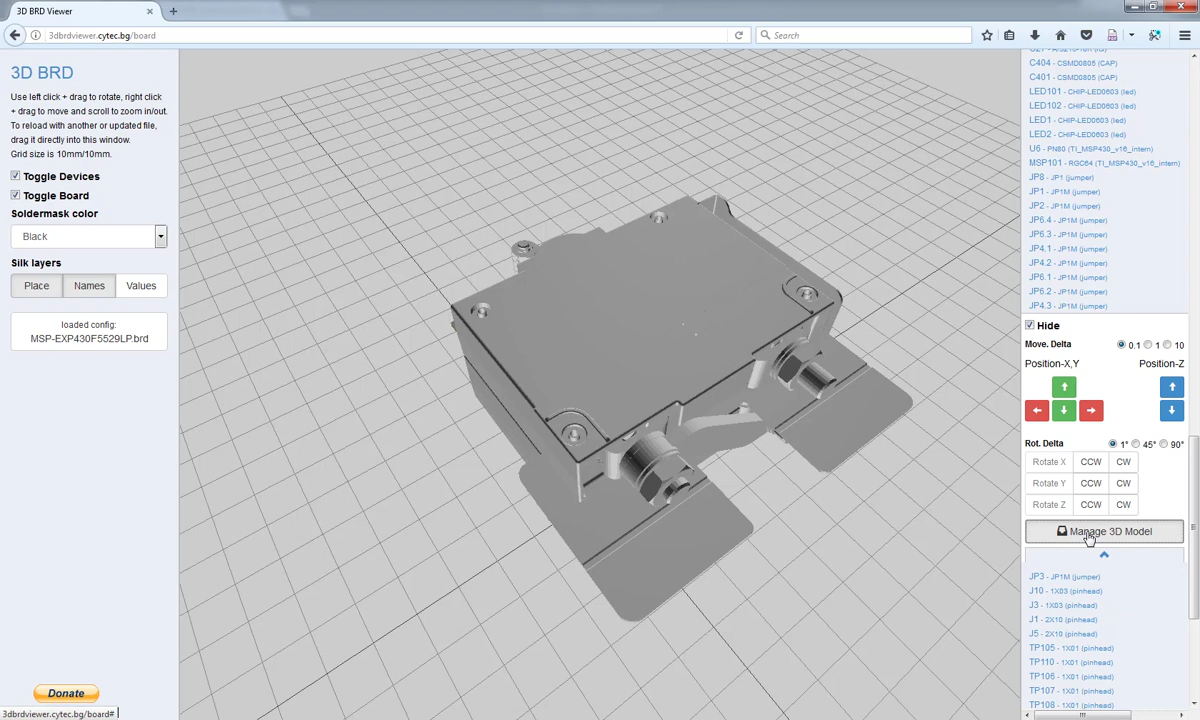 3D BRD Viewer
3dbrdviewer.cytec.bg/board
Search
3D BRD
Use left click + drag to rotate, right click
+ drag to move and scroll to zoom in/out.
To reload with another or updated file,
drag it directly into this window.
Grid size is 10mm/10mm.
Toggle Devices
Toggle Board
Soldermask color
Black
Silk layers
Place Names Values
loaded config:
MSP-EXP430F5529LP.brd
Donate
3dbrdviewer.cytec.bg/board#
C404 - CSMD0805 (CAP)
C401 - CSMD0805 (CAP)
LED101 - CHIP-LED0603 (led)
LED102 - CHIP-LED0603 (led)
LED1 - CHIP-LED0603 (led)
LED2 - CHIP-LED0603 (led)
U6 - PN80 (TI_MSP430_v16_intern)
MSP101 - RGC64 (TI_MSP430_v16_intern)
JP8 - JP1 (jumper)
JP1 - JP1M (jumper)
JP2 - JP1M (jumper)
JP6.4 - JP1M (jumper)
JP6.3 - JP1M (jumper)
JP4.1 - JP1M (jumper)
JP4.2 - JP1M (jumper)
JP6.1 - JP1M (jumper)
JP6.2 - JP1M (jumper)
JP4.3 - JP1M (jumper)
Hide
Move. Delta 0.1 1 10
Position-X,Y Position-Z
Rot. Delta 1° 45° 90°
Rotate X CCW CW
Rotate Y CCW CW
Rotate Z CCW CW
Manage 3D Model
JP3 - JP1M (jumper)
J10 - 1X03 (pinhead)
J3 - 1X03 (pinhead)
J1 - 2X10 (pinhead)
J5 - 2X10 (pinhead)
TP105 - 1X01 (pinhead)
TP110 - 1X01 (pinhead)
TP106 - 1X01 (pinhead)
TP107 - 1X01 (pinhead)
TP108 - 1X01 (pinhead)